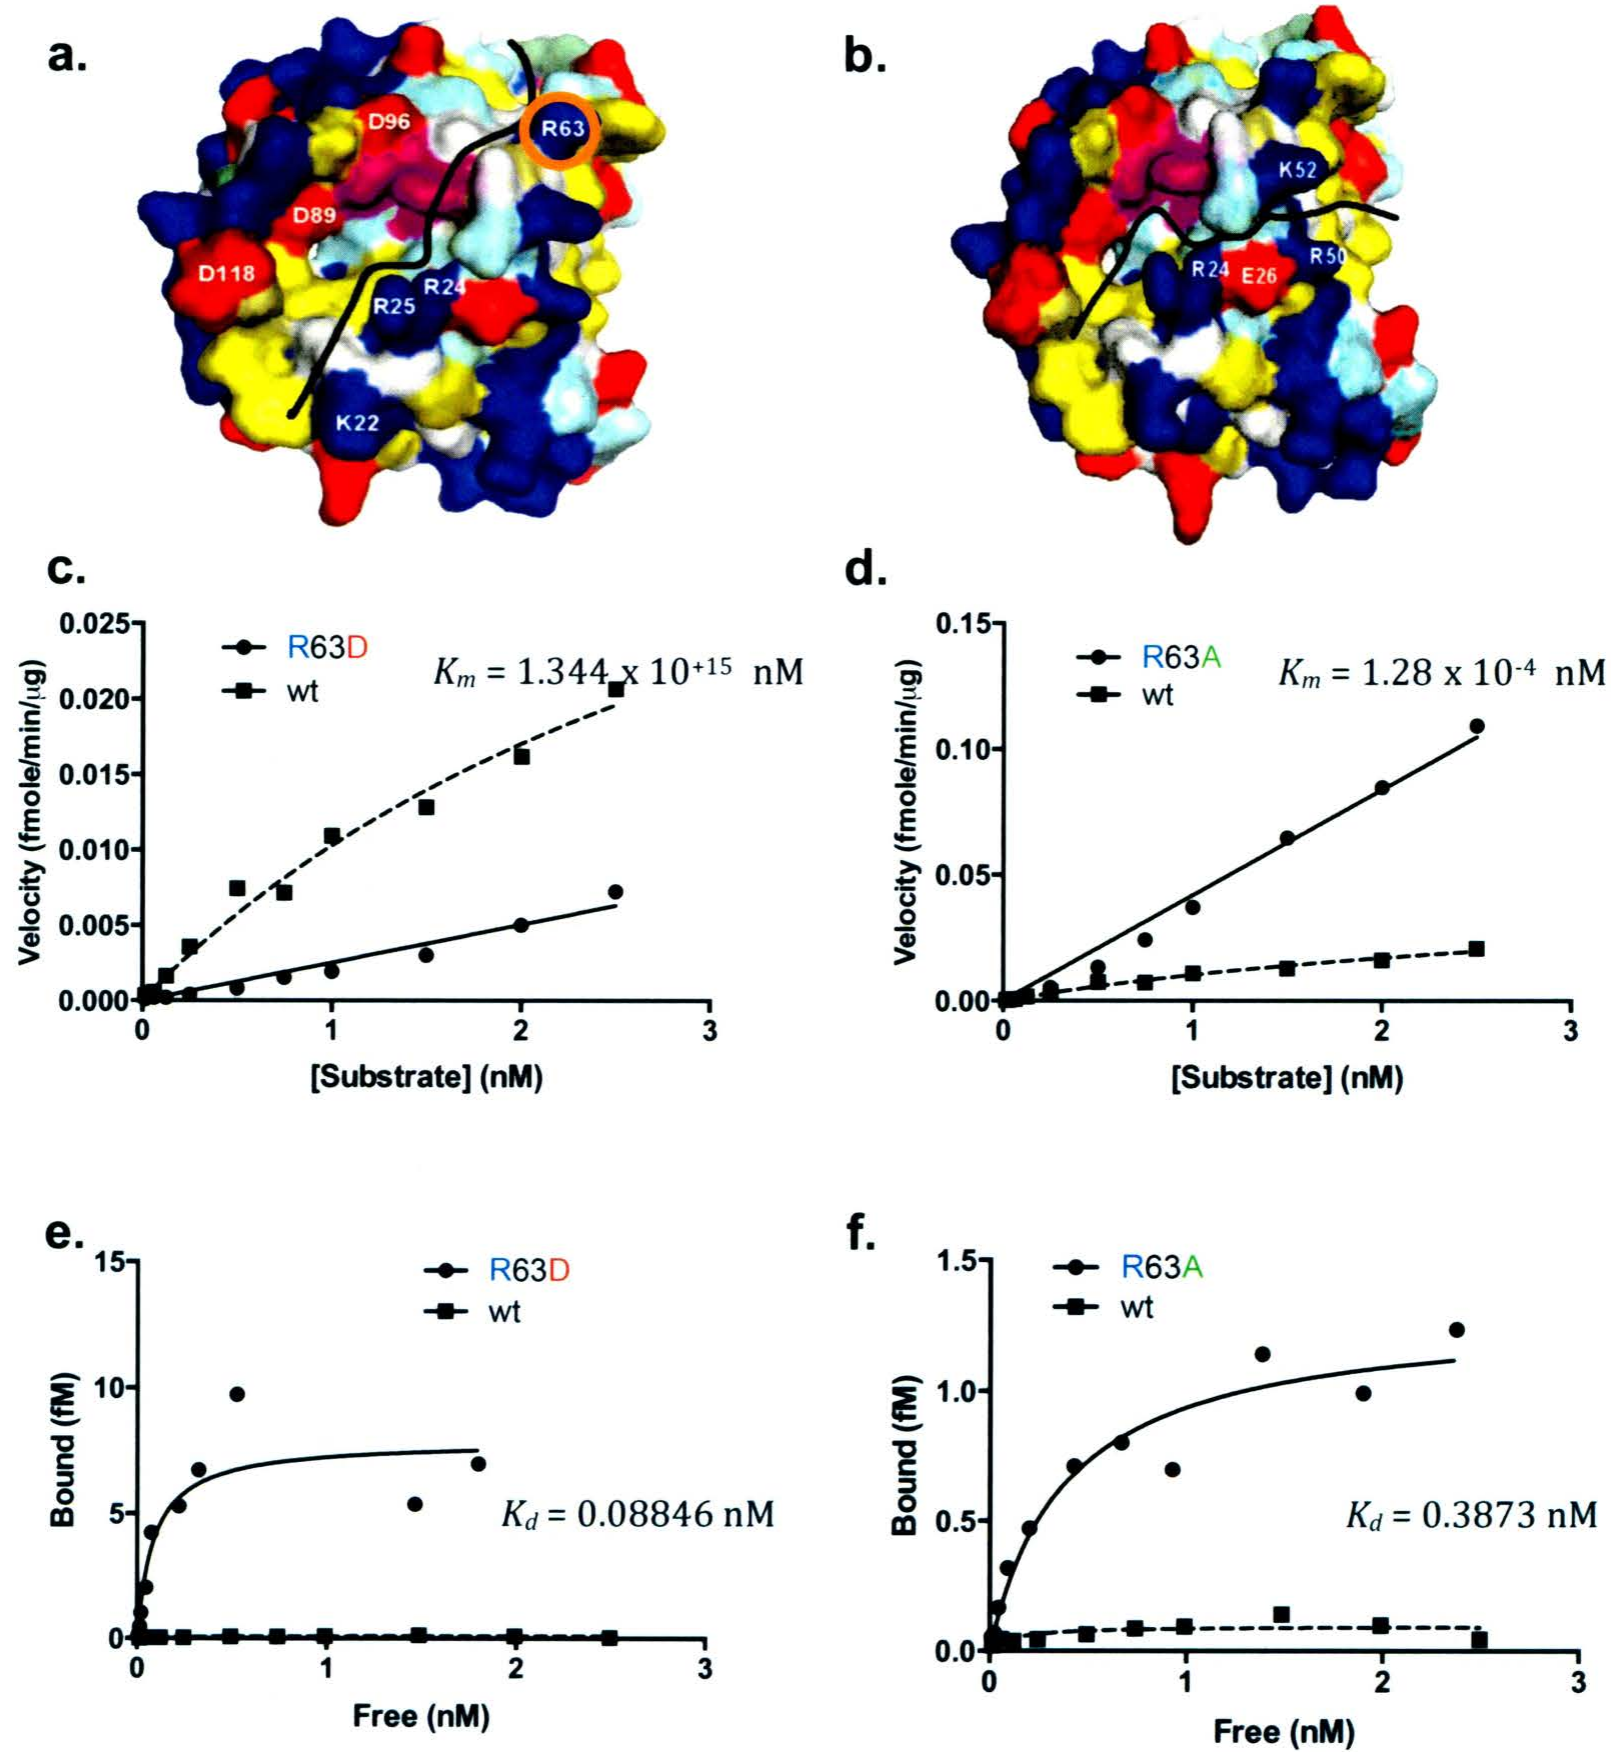 a.
D96
R63
D89
D118
R24
R25
K22
b.
K52
R24
E26
R50
c.
Velocity (fmole/min/µg)
0.025
0.020
0.015
0.010
0.005
0.000
R63D
wt
Km = 1.344 x 10+15 nM
0
1
2
3
[Substrate] (nM)
d.
Velocity (fmole/min/µg)
0.15
0.10
0.05
0.00
R63A
wt
Km = 1.28 x 10-4 nM
0
1
2
3
[Substrate] (nM)
e.
Bound (fM)
15
10
5
0
R63D
wt
Kd = 0.08846 nM
0
1
2
3
Free (nM)
f.
Bound (fM)
1.5
1.0
0.5
0.0
R63A
wt
Kd = 0.3873 nM
0
1
2
3
Free (nM)